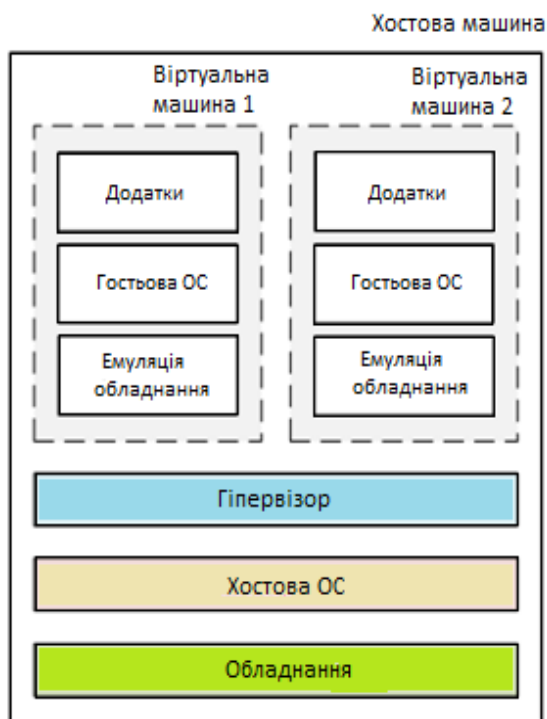 Хостова машина
Віртуальна
машина 1
Віртуальна
машина 2
Додатки
Додатки
Гостьова ОС
Гостьова ОС
Емуляція
обладнання
Емуляція
обладнання
Гіпервізор
Хостова ОС
Обладнання